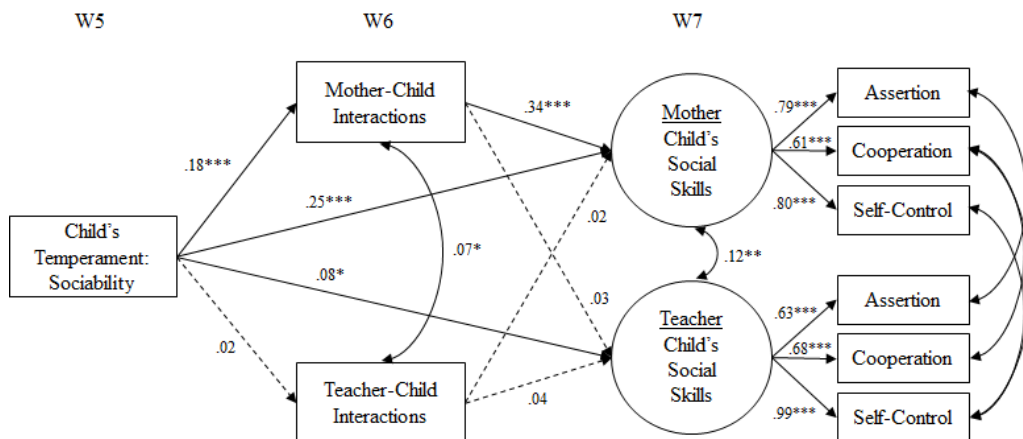 W5
W6
W7
Mother-Child
Interactions
.34***
Mother
Child's
Social
Skills
.79***
.61***
.80***
Assertion
Cooperation
Self-Control
.18***
.25***
.02
Child's
Temperament:
Sociability
.07*
.08*
.12**
.03
.02
Teacher-Child
Interactions
.04
Teacher
Child's
Social
Skills
.63***
.68***
.99***
Assertion
Cooperation
Self-Control